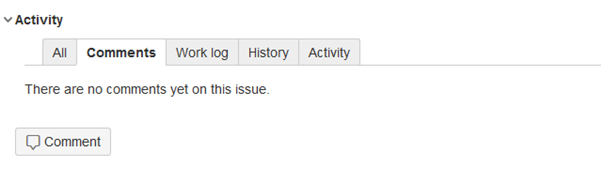 Activity
All Comments Work log History Activity
There are no comments yet on this issue.
Comment